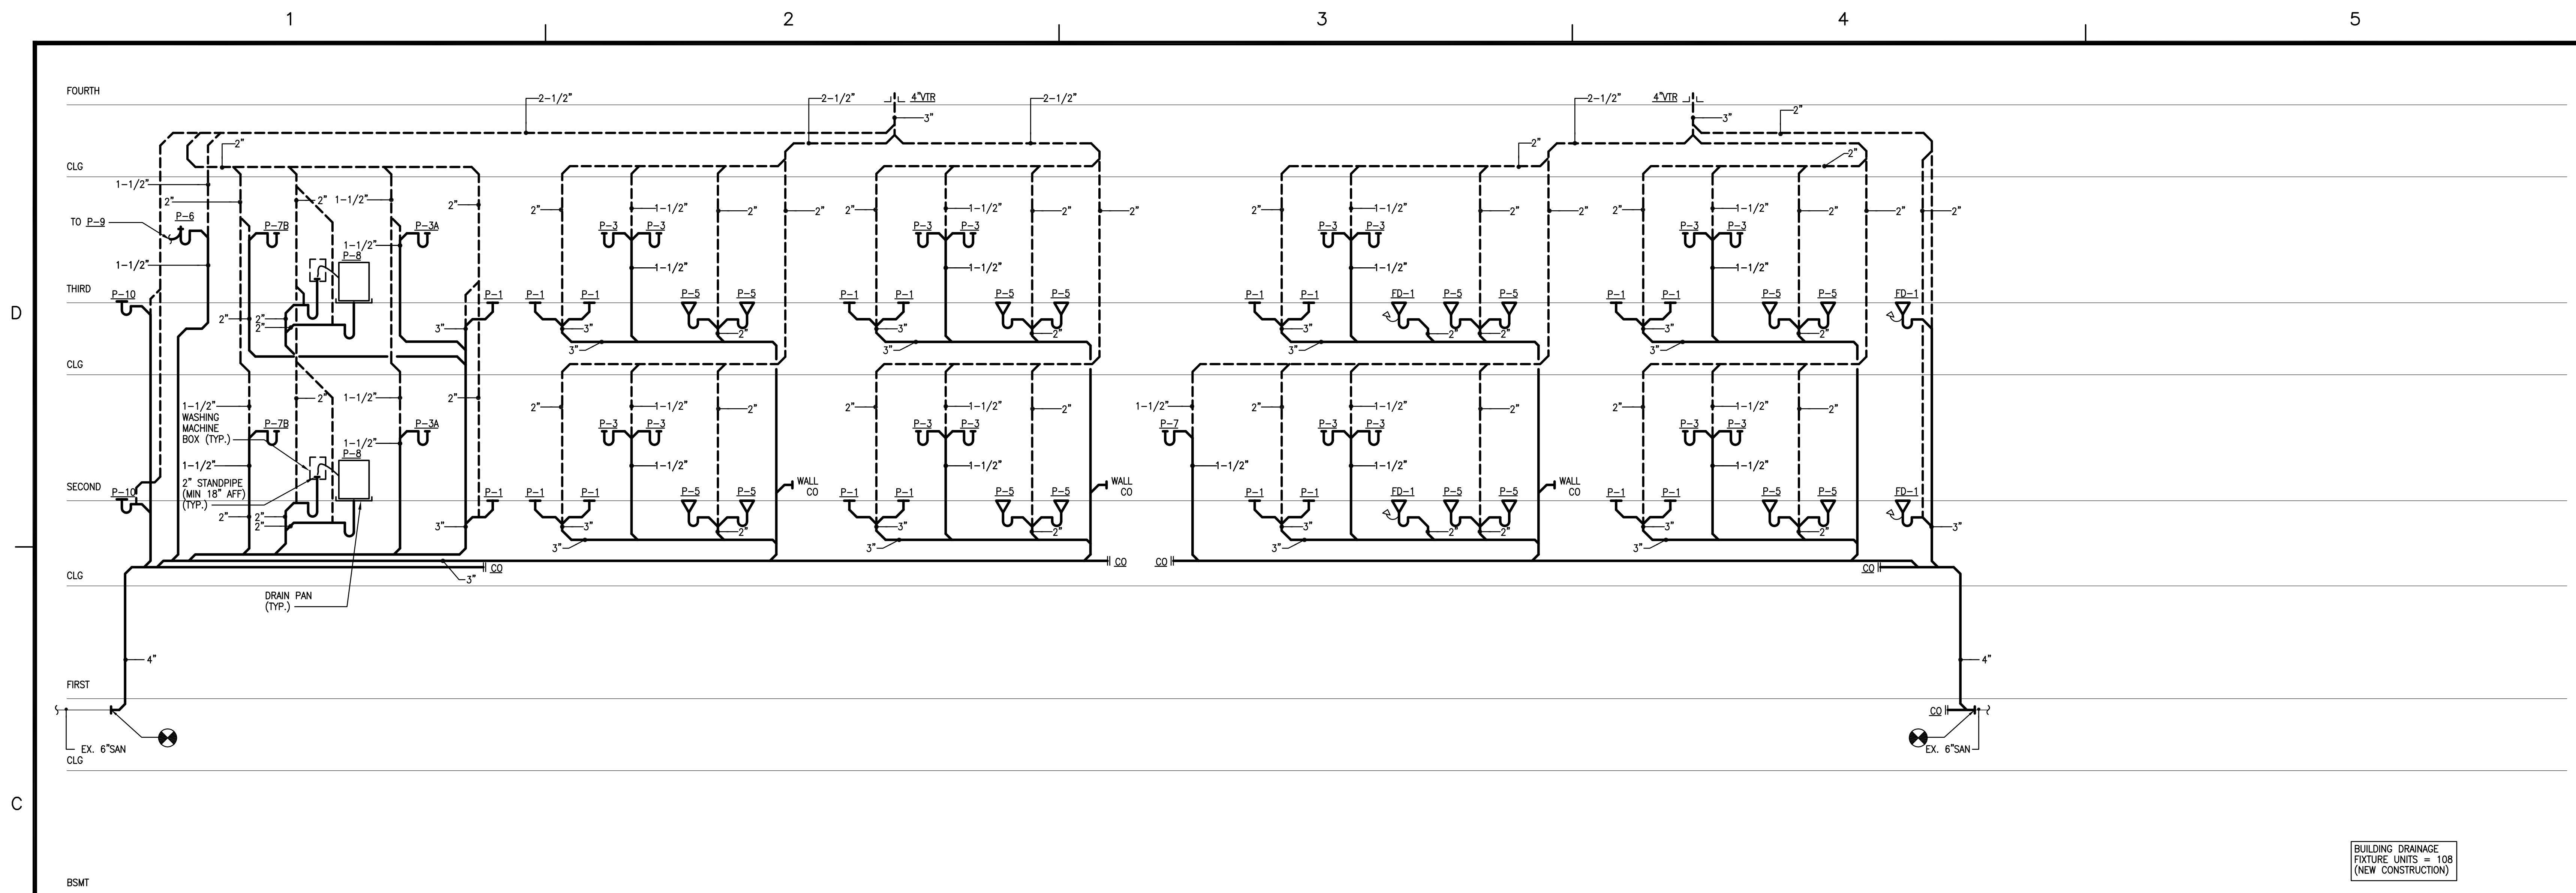 1 2 3 4 5
FOURTH
2-1/2" 2-1/2" 4"VTR 2-1/2" 2-1/2" 4"VTR 2"
3" 3"
2" 2" 2"
CLG
1-1/2" 2" 2" 1-1/2" 2" 2" 1-1/2" 2" 2" 2" 1-1/2" 2" 2" 2" 1-1/2" 2" 2" 2" 1-1/2" 2" 2" 2"
TO P-9 P-6 P-7B P-3A P-3 P-3 P-3 P-3 P-3 P-3 P-3 P-3
1-1/2"
P-8
1-1/2" 1-1/2" 1-1/2" 1-1/2" 1-1/2"
THIRD
P-10 P-1 P-1 P-1 P-5 P-5 P-1 P-1 P-5 P-5 P-1 P-1 FD-1 P-5 P-5 P-1 P-1 P-5 P-5 FD-1
D
2" 2" 2" 3" 3" 2" 3" 2" 3" 2" 2" 3" 2"
3" 3" 3" 3"
CLG
1-1/2" 2" 1-1/2" 2" 2" 1-1/2" 2" 2" 1-1/2" 2" 1-1/2" 2" 1-1/2" 2" 2" 1-1/2" 2"
WASHING
MACHINE
BOX (TYP.)
P-7B P-3A P-3 P-3 P-3 P-3 P-7 P-3 P-3 P-3 P-3
1-1/2"
P-8
1-1/2" 1-1/2" 1-1/2" 1-1/2" 1-1/2" 1-1/2"
2" STANDPIPE
(MIN 18" AFF)
(TYP.)
WALL
CO
WALL
CO
WALL
CO
SECOND
P-10 P-1 P-1 P-1 P-5 P-5 P-1 P-1 P-5 P-5 P-1 P-1 FD-1 P-5 P-5 P-1 P-1 P-5 P-5 FD-1
2" 2" 2" 3" 3" 2" 3" 2" 3" 2" 2" 3" 2" 3"
3" 3" 3" 3"
CO CO CO CO
CLG
3"
DRAIN PAN
(TYP.)
4" 4"
FIRST
CO
EX. 6"SAN EX. 6"SAN
CLG
C
BUILDING DRAINAGE
FIXTURE UNITS = 108
(NEW CONSTRUCTION)
BSMT